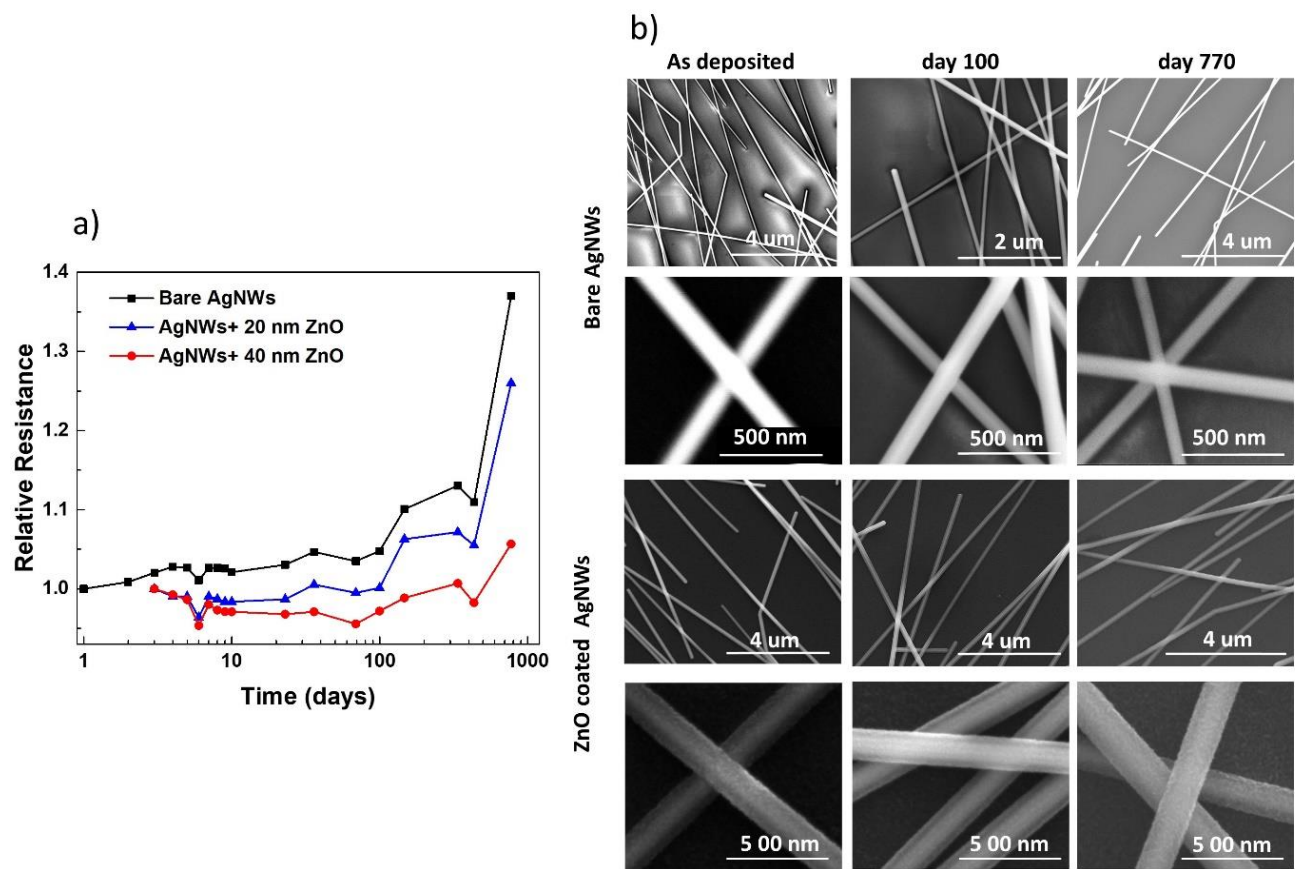 a)
1.4
1.3
1.2
1.1
1.0
Relative Resistance
Bare AgNWs
AgNWs+ 20 nm ZnO
AgNWs+ 40 nm ZnO
1 10 100 1000
Time (days)
b)
As deposited day 100 day 770
Bare AgNWs
4 um 2 um 4 um
500 nm 500 nm 500 nm
ZnO coated AgNWs
4 um 4 um 4 um
5 00 nm 5 00 nm 5 00 nm